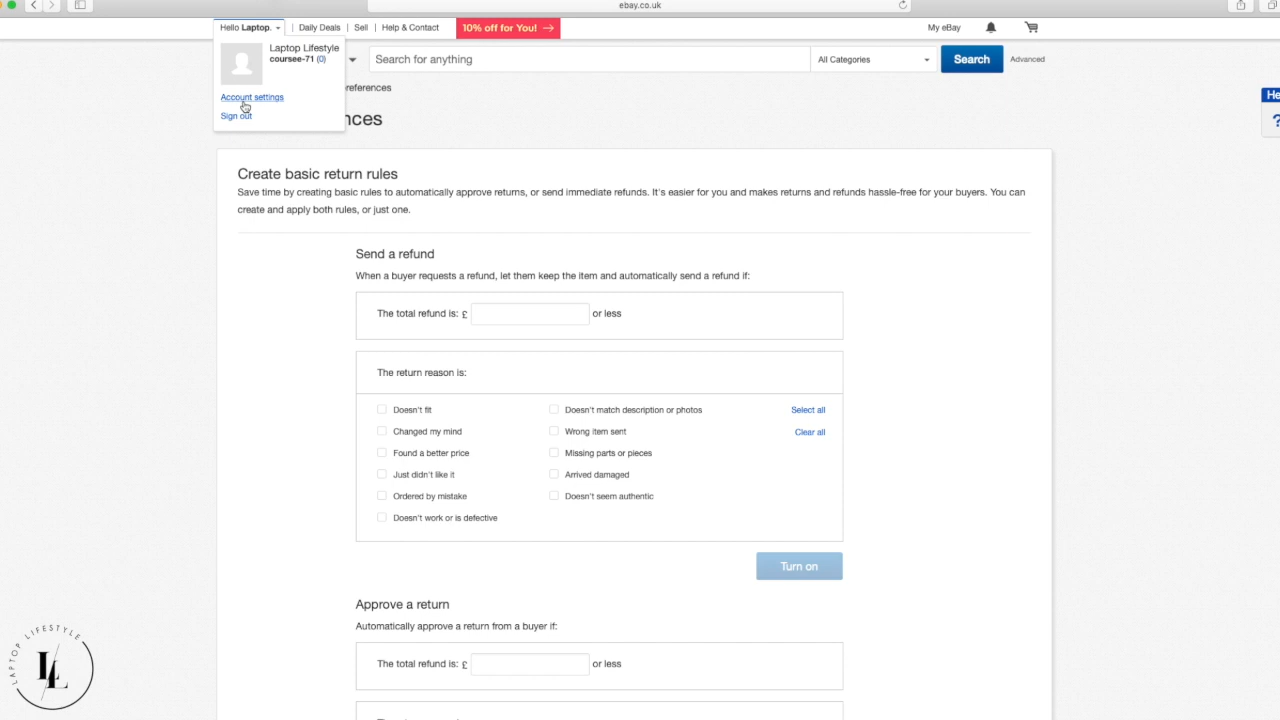 ebay.co.uk
Hello Laptop.
Daily Deals
Sell
Help & Contact
10% off for You!
My eBay
Laptop Lifestyle
coursee-71 (0)
Account settings
Sign out
Search for anything
All Categories
Search
Advanced
references
nces
He
?
Create basic return rules
Save time by creating basic rules to automatically approve returns, or send immediate refunds. It's easier for you and makes returns and refunds hassle-free for your buyers. You can
create and apply both rules, or just one.
Send a refund
When a buyer requests a refund, let them keep the item and automatically send a refund if:
The total refund is: £ or less
The return reason is:
Doesn't fit
Doesn't match description or photos
Select all
Changed my mind
Wrong item sent
Clear all
Found a better price
Missing parts or pieces
Just didn't like it
Arrived damaged
Ordered by mistake
Doesn't seem authentic
Doesn't work or is defective
Turn on
Approve a return
Automatically approve a return from a buyer if:
The total refund is: £ or less
LAPTOP LIFESTYLE
LL